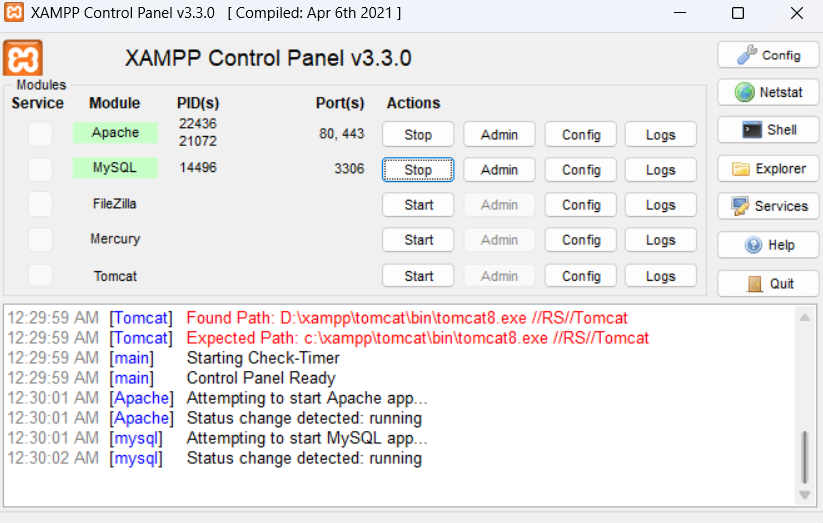 XAMPP Control Panel v3.3.0 [ Compiled: Apr 6th 2021 ]
XAMPP Control Panel v3.3.0
Config
Modules
Service Module PID(s) Port(s) Actions
Netstat
Apache 22436 21072 80, 443 Stop Admin Config Logs
Shell
MySQL 14496 3306 Stop Admin Config Logs
Explorer
FileZilla Start Admin Config Logs
Services
Mercury Start Admin Config Logs
Help
Tomcat Start Admin Config Logs
Quit
12:29:59 AM [Tomcat] Found Path: D:\xampp\tomcat\bin\tomcat8.exe //RS//Tomcat
12:29:59 AM [Tomcat] Expected Path: c:\xampp\tomcat\bin\tomcat8.exe //RS//Tomcat
12:29:59 AM [main] Starting Check-Timer
12:29:59 AM [main] Control Panel Ready
12:30:01 AM [Apache] Attempting to start Apache app...
12:30:01 AM [Apache] Status change detected: running
12:30:01 AM [mysql] Attempting to start MySQL app...
12:30:02 AM [mysql] Status change detected: running